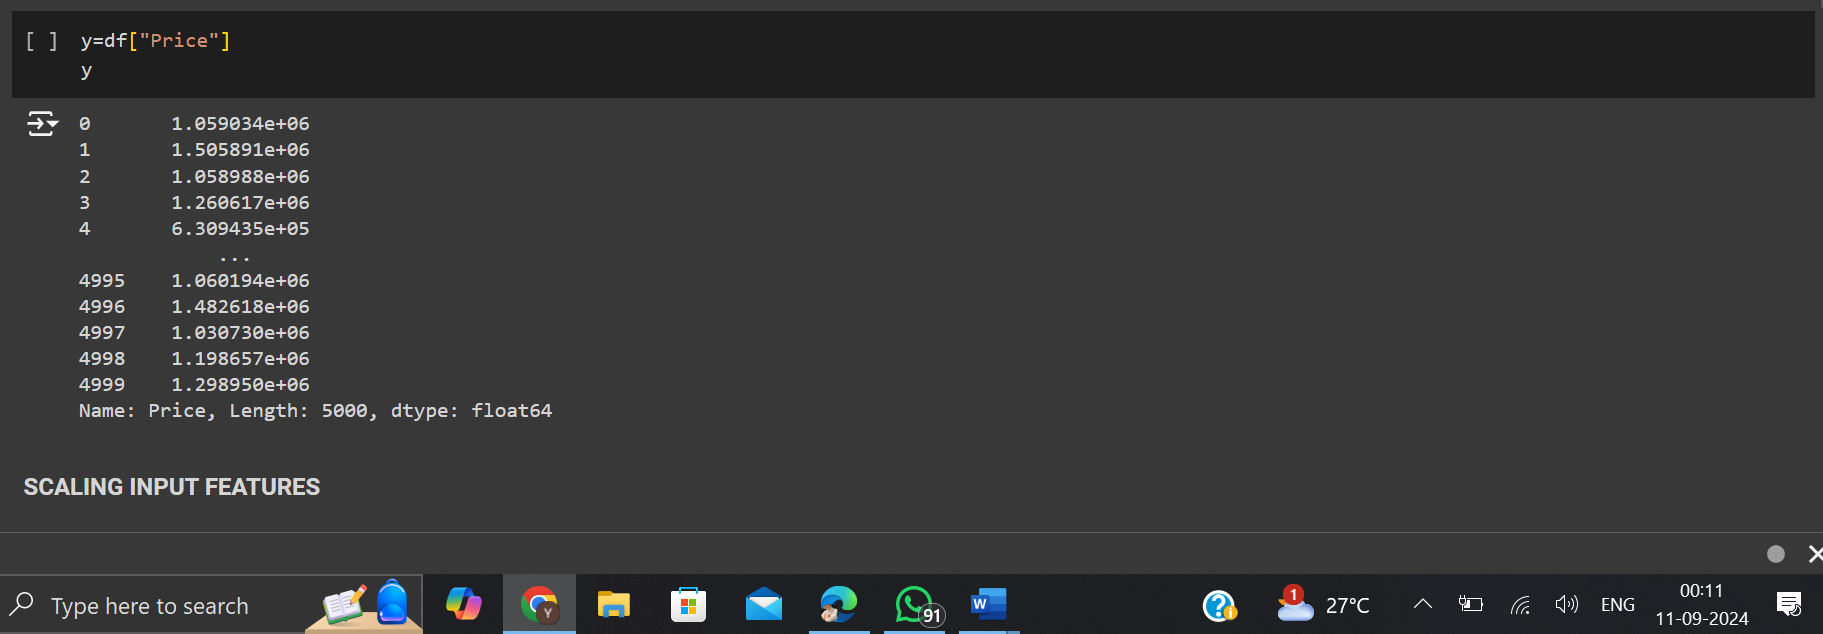 [ ] y=df["Price"]
y
0 1.059034e+06
1 1.505891e+06
2 1.058988e+06
3 1.260617e+06
4 6.309435e+05
...
4995 1.060194e+06
4996 1.482618e+06
4997 1.030730e+06
4998 1.198657e+06
4999 1.298950e+06
Name: Price, Length: 5000, dtype: float64
SCALING INPUT FEATURES
Type here to search
Y
91
W
1
27°C
ENG
00:11
11-09-2024